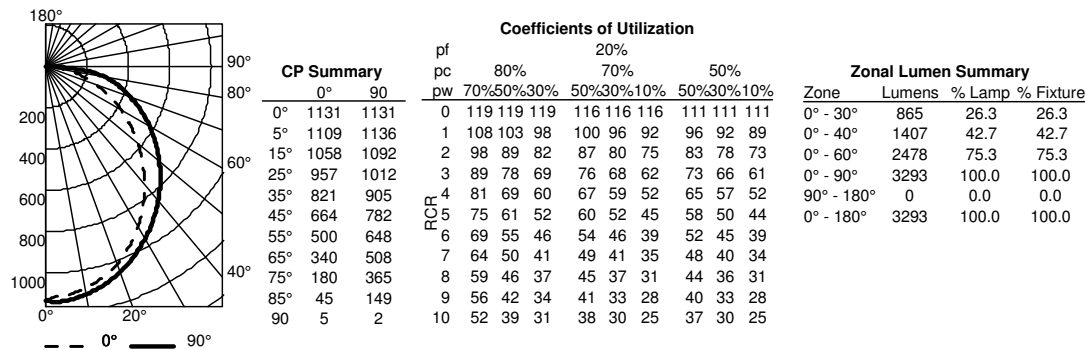 180°
90°
80°
60°
40°
200
400
600
800
1000
0° 20°
0° 90°
CP Summary
0° 90
0° 1131 1131
5° 1109 1136
15° 1058 1092
25° 957 1012
35° 821 905
45° 664 782
55° 500 648
65° 340 508
75° 180 365
85° 45 149
90 5 2
Coefficients of Utilization
pf 20%
pc 80% 70% 50%
pw 70%50%30% 50%30%10% 50%30%10%
RCR
0 119 119 119 116 116 116 111 111 111
1 108 103 98 100 96 92 96 92 89
2 98 89 82 87 80 75 83 78 73
3 89 78 69 76 68 62 73 66 61
4 81 69 60 67 59 52 65 57 52
5 75 61 52 60 52 45 58 50 44
6 69 55 46 54 46 39 52 45 39
7 64 50 41 49 41 35 48 40 34
8 59 46 37 45 37 31 44 36 31
9 56 42 34 41 33 28 40 33 28
10 52 39 31 38 30 25 37 30 25
Zonal Lumen Summary
Zone Lumens % Lamp % Fixture
0° - 30° 865 26.3 26.3
0° - 40° 1407 42.7 42.7
0° - 60° 2478 75.3 75.3
0° - 90° 3293 100.0 100.0
90° - 180° 0 0.0 0.0
0° - 180° 3293 100.0 100.0